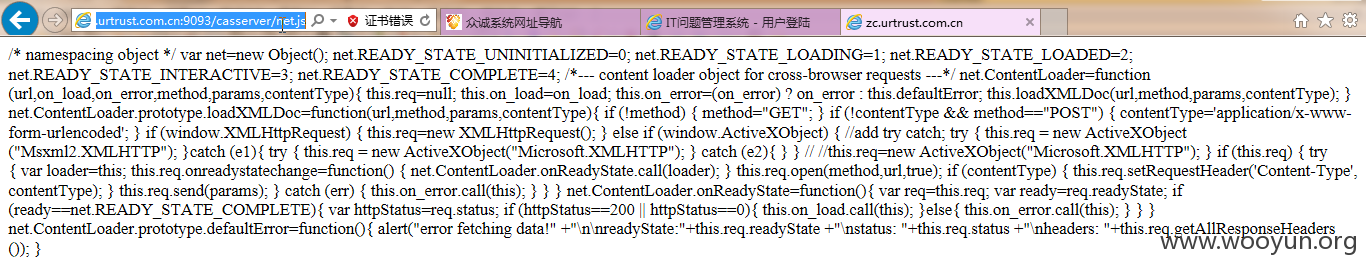 .urtrust.com.cn:9093/casserver/net.js 证书错误 众诚系统网址导航 IT问题管理系统 - 用户登陆 zc.urtrust.com.cn
/* namespacing object */ var net=new Object(); net.READY_STATE_UNINITIALIZED=0; net.READY_STATE_LOADING=1; net.READY_STATE_LOADED=2;
net.READY_STATE_INTERACTIVE=3; net.READY_STATE_COMPLETE=4; /*--- content loader object for cross-browser requests ---*/ net.ContentLoader=function
(url,on_load,on_error,method,params,contentType){ this.req=null; this.on_load=on_load; this.on_error=(on_error) ? on_error : this.defaultError; this.loadXMLDoc(url,method,params,contentType); }
net.ContentLoader.prototype.loadXMLDoc=function(url,method,params,contentType){ if (!method) { method="GET"; } if (!contentType && method=="POST") { contentType='application/x-www-
form-urlencoded'; } if (window.XMLHttpRequest) { this.req=new XMLHttpRequest(); } else if (window.ActiveXObject) { //add try catch; try { this.req = new ActiveXObject
("Msxml2.XMLHTTP"); }catch (e1){ try { this.req = new ActiveXObject("Microsoft.XMLHTTP"); } catch (e2){ } } // //this.req=new ActiveXObject("Microsoft.XMLHTTP"); } if (this.req) { try
{ var loader=this; this.req.onreadystatechange=function() { net.ContentLoader.onReadyState.call(loader); } this.req.open(method,url,true); if (contentType) { this.req.setRequestHeader('Content-Type',
contentType); } this.req.send(params); } catch (err) { this.on_error.call(this); } } } net.ContentLoader.onReadyState=function(){ var req=this.req; var ready=req.readyState; if
(ready==net.READY_STATE_COMPLETE){ var httpStatus=req.status; if (httpStatus==200 || httpStatus==0){ this.on_load.call(this); }else{ this.on_error.call(this); } } }
net.ContentLoader.prototype.defaultError=function(){ alert("error fetching data!" +"\n\nreadyState:"+this.req.readyState +"\nstatus: "+this.req.status +"\nheaders: "+this.req.getAllResponseHeaders
()); }
www.wooyun.org